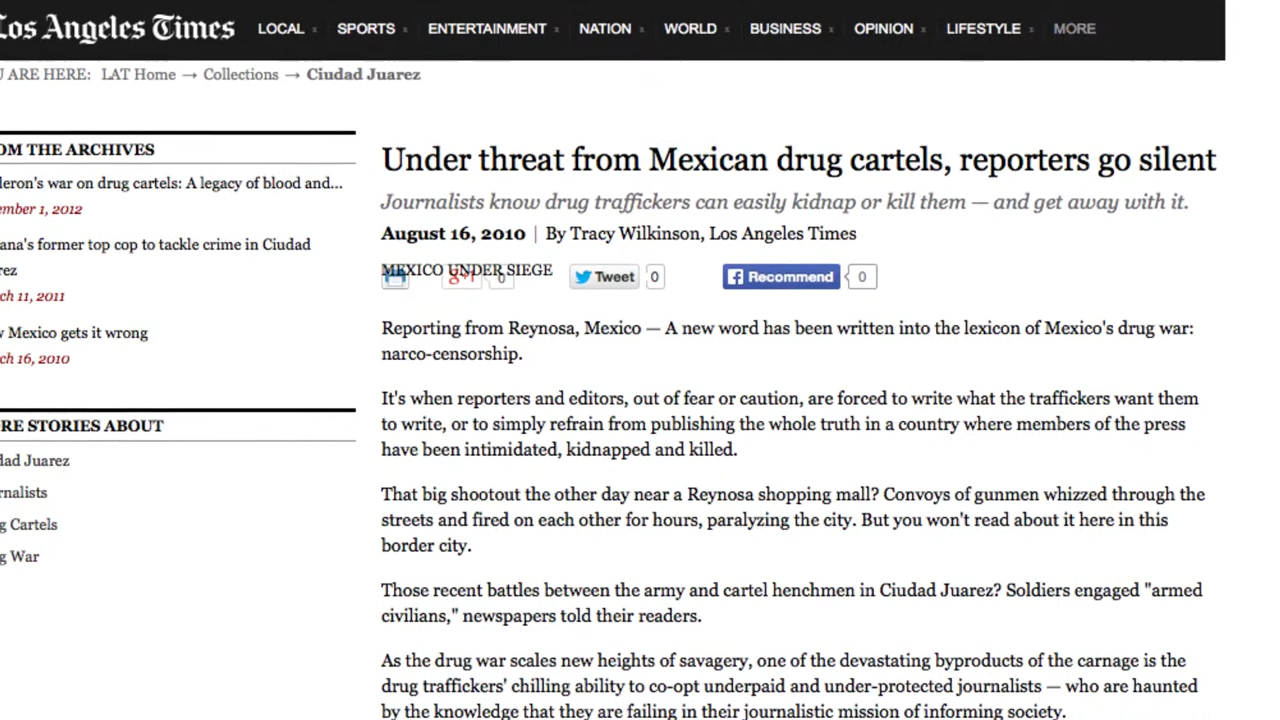 Los Angeles Times LOCAL SPORTS ENTERTAINMENT NATION WORLD BUSINESS OPINION LIFESTYLE MORE
ARE HERE: LAT Home → Collections → Ciudad Juarez
OM THE ARCHIVES
leron's war on drug cartels: A legacy of blood and...
ember 1, 2012
ana's former top cop to tackle crime in Ciudad
rez
ch 11, 2011
w Mexico gets it wrong
ch 16, 2010
RE STORIES ABOUT
dad Juarez
rnalists
g Cartels
g War
Under threat from Mexican drug cartels, reporters go silent
Journalists know drug traffickers can easily kidnap or kill them — and get away with it.
August 16, 2010 | By Tracy Wilkinson, Los Angeles Times
MEXICO UNDER SIEGE
g+1 0 Tweet 0 Recommend 0
Reporting from Reynosa, Mexico — A new word has been written into the lexicon of Mexico's drug war:
narco-censorship.
It's when reporters and editors, out of fear or caution, are forced to write what the traffickers want them
to write, or to simply refrain from publishing the whole truth in a country where members of the press
have been intimidated, kidnapped and killed.
That big shootout the other day near a Reynosa shopping mall? Convoys of gunmen whizzed through the
streets and fired on each other for hours, paralyzing the city. But you won't read about it here in this
border city.
Those recent battles between the army and cartel henchmen in Ciudad Juarez? Soldiers engaged "armed
civilians," newspapers told their readers.
As the drug war scales new heights of savagery, one of the devastating byproducts of the carnage is the
drug traffickers' chilling ability to co-opt underpaid and under-protected journalists — who are haunted
by the knowledge that they are failing in their journalistic mission of informing society.